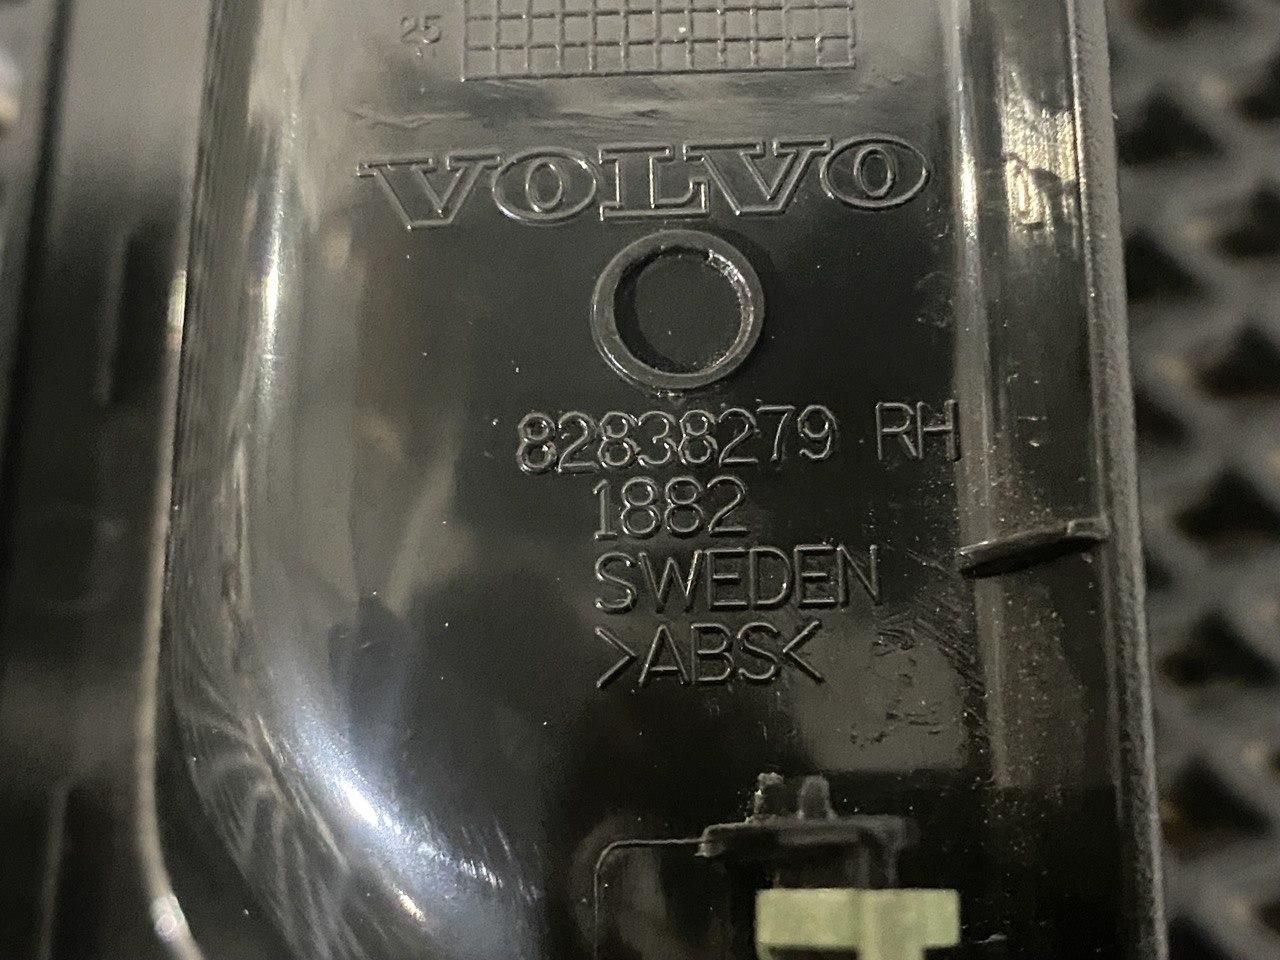 25
VOLVO
82838279 RH
1882
SWEDEN
>ABS<